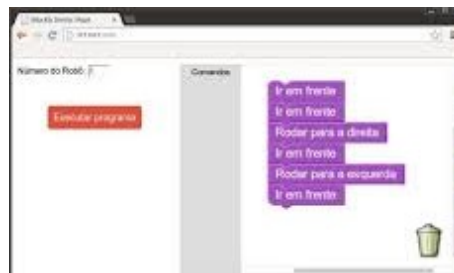 Número do Robô:
Executar programa
Comandos
Ir em frente
Ir em frente
Rodar para a direita
Ir em frente
Rodar para a esquerda
Ir em frente